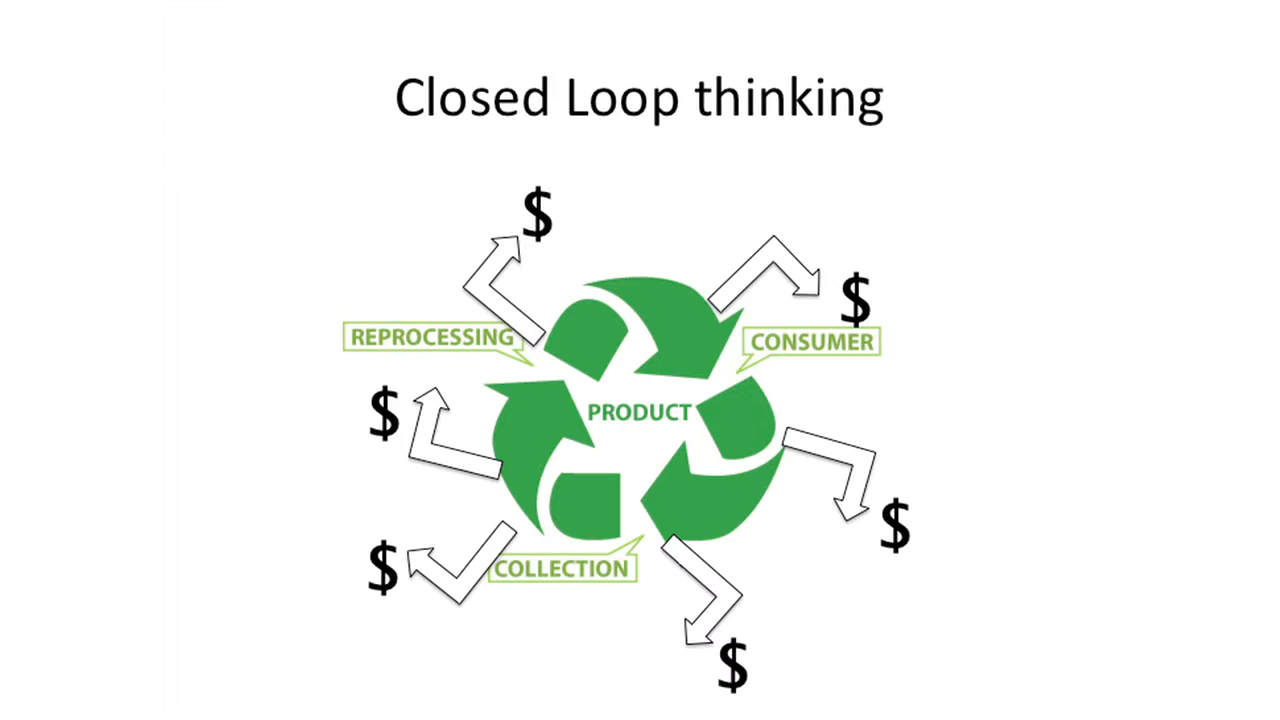 Closed Loop thinking
$
$
REPROCESSING
CONSUMER
$
PRODUCT
$
$
COLLECTION
$